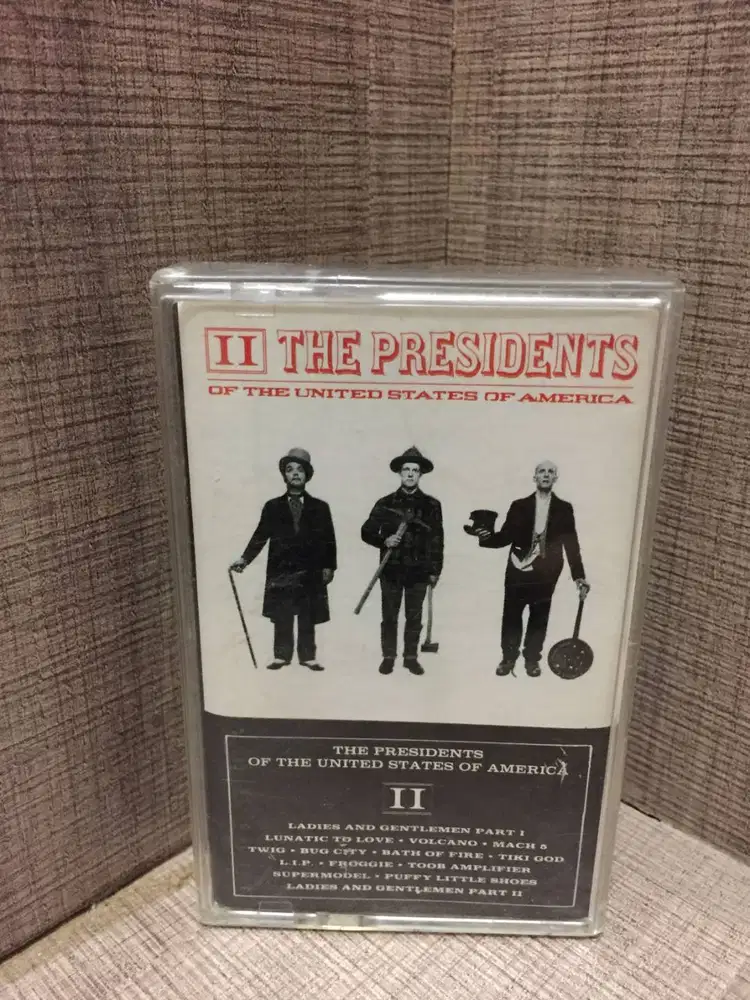 II THE PRESIDENTS
OF THE UNITED STATES OF AMERICA
THE PRESIDENTS
OF THE UNITED STATES OF AMERICA
II
LADIES AND GENTLEMEN PART I
LUNATIC TO LOVE • VOLCANO • MACH 5
TWIG • BUG CITY • BATH OF FIRE • TIKI GOD
L.I.P. • FROGGIE • TOOB AMPLIFIER
SUPERMODEL • PUFFY LITTLE SHOES
LADIES AND GENTLEMEN PART II